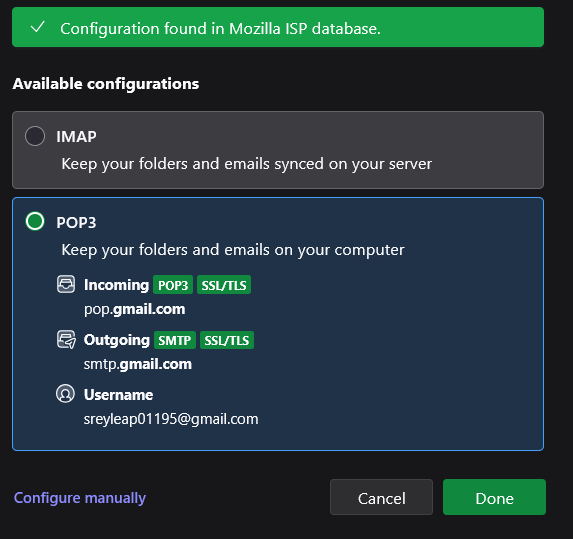 Configuration found in Mozilla ISP database.
Available configurations
IMAP
Keep your folders and emails synced on your server
POP3
Keep your folders and emails on your computer
Incoming POP3 SSL/TLS
pop.gmail.com
Outgoing SMTP SSL/TLS
smtp.gmail.com
Username
sreyleap01195@gmail.com
Configure manually Cancel Done